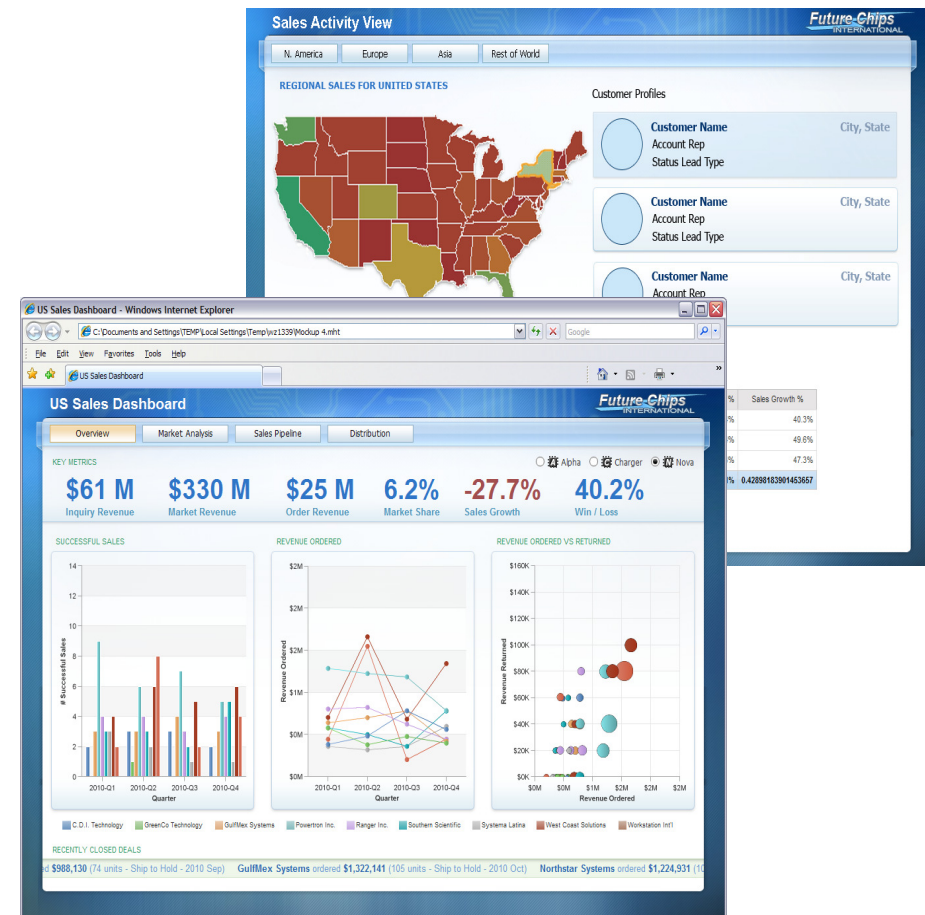 Sales Activity View
Future Chips
INTERNATIONAL
N. America Europe Asia Rest of World
REGIONAL SALES FOR UNITED STATES
Customer Profiles
Customer Name City, State
Account Rep
Status Lead Type
Customer Name City, State
Account Rep
Status Lead Type
Customer Name City, State
Account Rep
% Sales Growth %
% 40.3%
% 49.6%
% 47.3%
% 0.42898183901453657
US Sales Dashboard - Windows Internet Explorer
C:\Documents and Settings\TEMP\Local Settings\Temp\wz1339\Mockup 4.mht
Google
File Edit View Favorites Tools Help
US Sales Dashboard
»
US Sales Dashboard
Future Chips
INTERNATIONAL
Overview Market Analysis Sales Pipeline Distribution
KEY METRICS
A Alpha C Charger N Nova
$61 M $330 M $25 M 6.2% -27.7% 40.2%
Inquiry Revenue Market Revenue Order Revenue Market Share Sales Growth Win / Loss
SUCCESSFUL SALES REVENUE ORDERED REVENUE ORDERED VS RETURNED
14
12
10
8
6
4
2
0
# Successful Sales
2010-Q1 2010-Q2 2010-Q3 2010-Q4
Quarter
$2M
$2M
$2M
$1M
$0M
$0M
Revenue Ordered
2010-Q1 2010-Q2 2010-Q3 2010-Q4
Quarter
$160K
$140K
$120K
$100K
$80K
$60K
$40K
$20K
$0K
Revenue Returned
$0M $0M $1M $2M $2M $2M
Revenue Ordered
C.D.I. Technology GreenCo Technology GulfMex Systems Powertron Inc. Ranger Inc. Southern Scientific Systema Latina West Coast Solutions Workstation Int'l
RECENTLY CLOSED DEALS
d $988,130 (74 units - Ship to Hold - 2010 Sep) GulfMex Systems ordered $1,322,141 (105 units - Ship to Hold - 2010 Oct) Northstar Systems ordered $1,224,931 (10